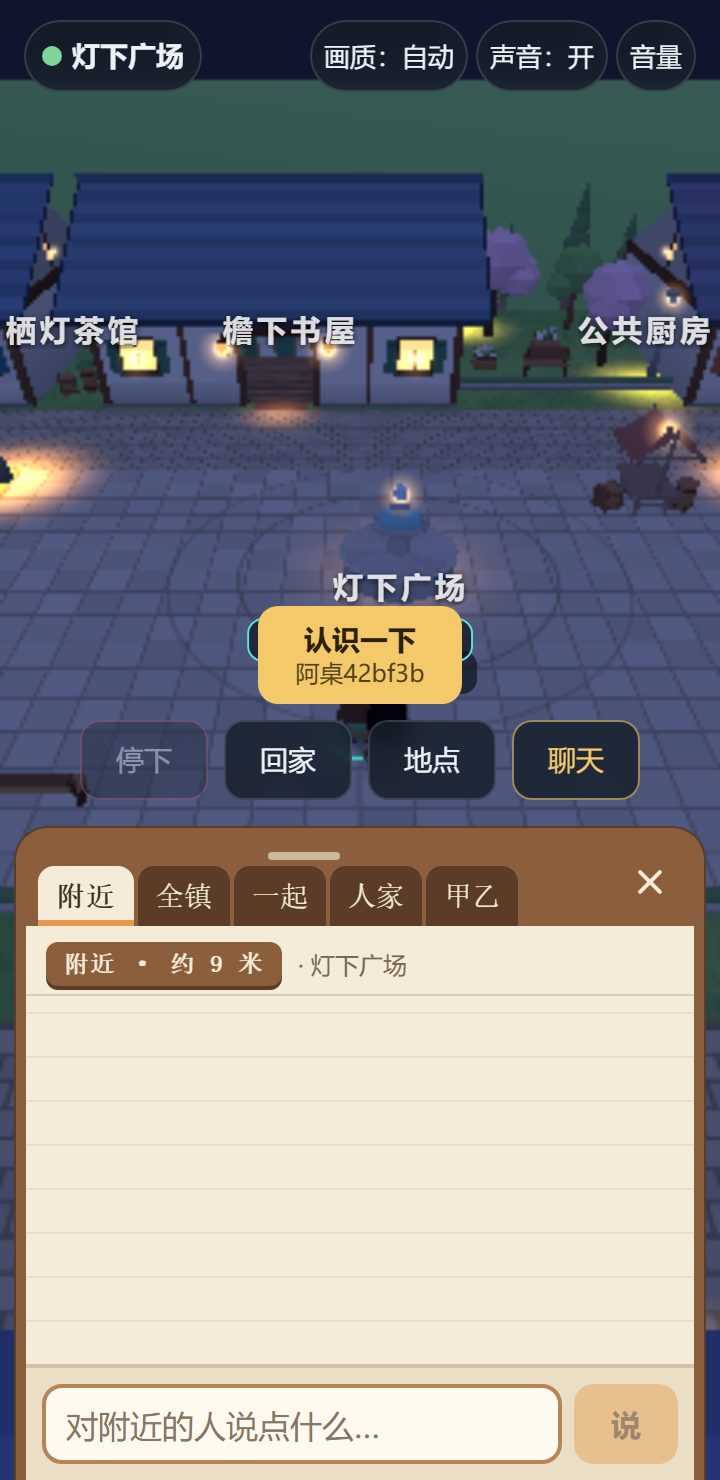 灯下广场
画质：自动
声音：开
音量
栖灯茶馆
檐下书屋
公共厨房
灯下广场
认识一下
阿桌42bf3b
停下
回家
地点
聊天
附近
全镇
一起
人家
甲乙
附近 · 约 9 米
· 灯下广场
对附近的人说点什么...
说